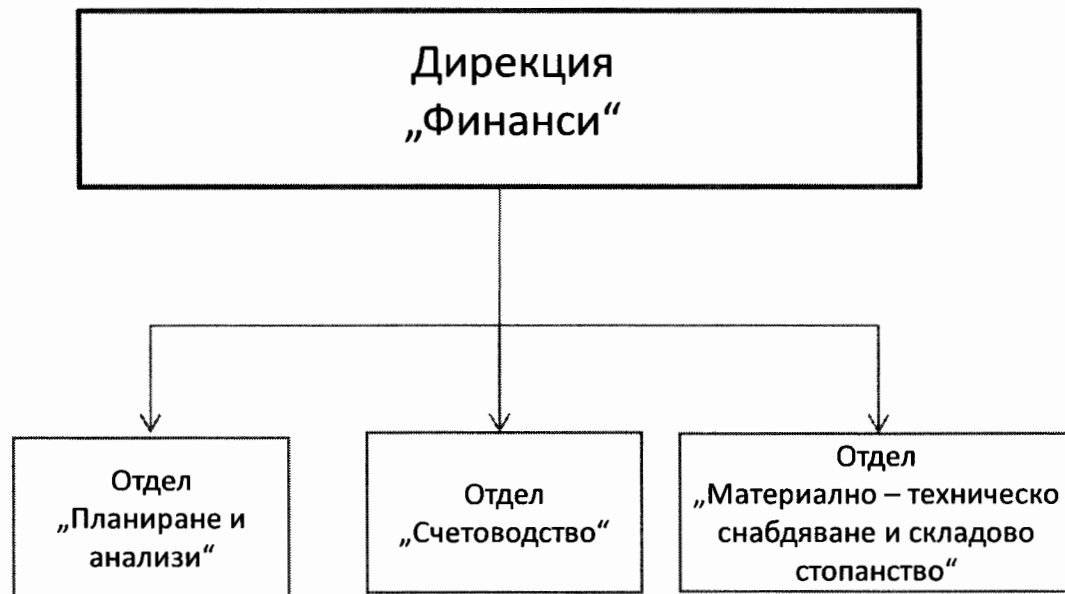 Дирекция
„Финанси“
Отдел
„Планиране и
анализи“
Отдел
„Счетоводство“
Отдел
„Материално – техническо
снабдяване и складово
стопанство“